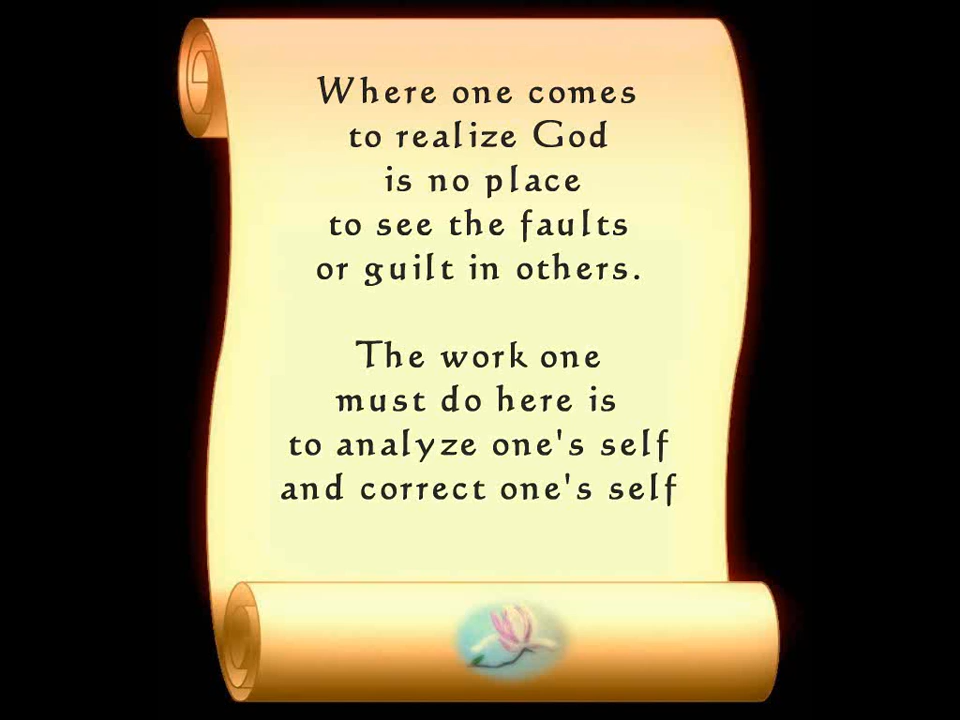 Where one comes
to realize God
is no place
to see the faults
or guilt in others.
The work one
must do here is
to analyze one's self
and correct one's self